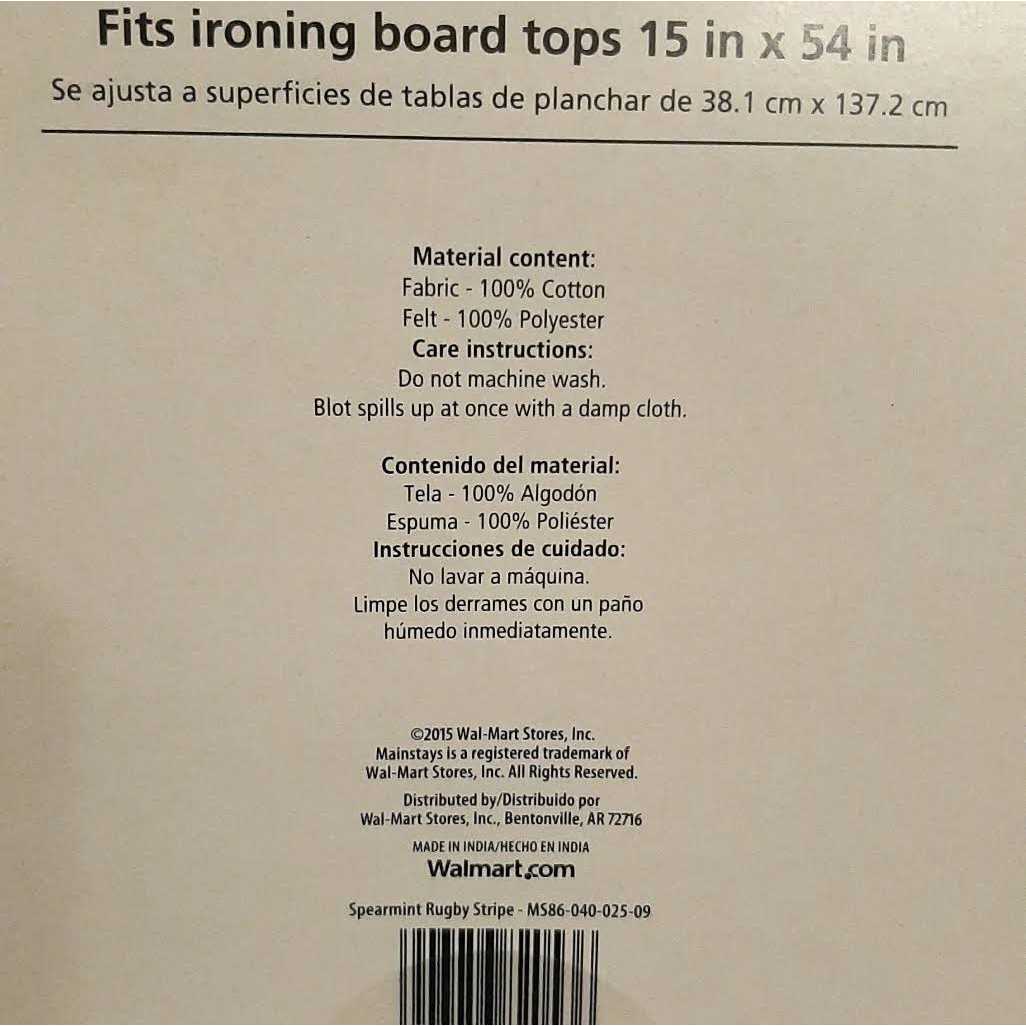 Fits ironing board tops 15 in x 54 in
Se ajusta a superficies de tablas de planchar de 38.1 cm x 137.2 cm
Material content:
Fabric - 100% Cotton
Felt - 100% Polyester
Care instructions:
Do not machine wash.
Blot spills up at once with a damp cloth.
Contenido del material:
Tela - 100% Algodón
Espuma - 100% Poliéster
Instrucciones de cuidado:
No lavar a máquina.
Limpe los derrames con un paño
húmedo inmediatamente.
©2015 Wal-Mart Stores, Inc.
Mainstays is a registered trademark of
Wal-Mart Stores, Inc. All Rights Reserved.
Distributed by/Distribuido por
Wal-Mart Stores, Inc., Bentonville, AR 72716
MADE IN INDIA/HECHO EN INDIA
Walmart.com
Spearmint Rugby Stripe - MS86-040-025-09